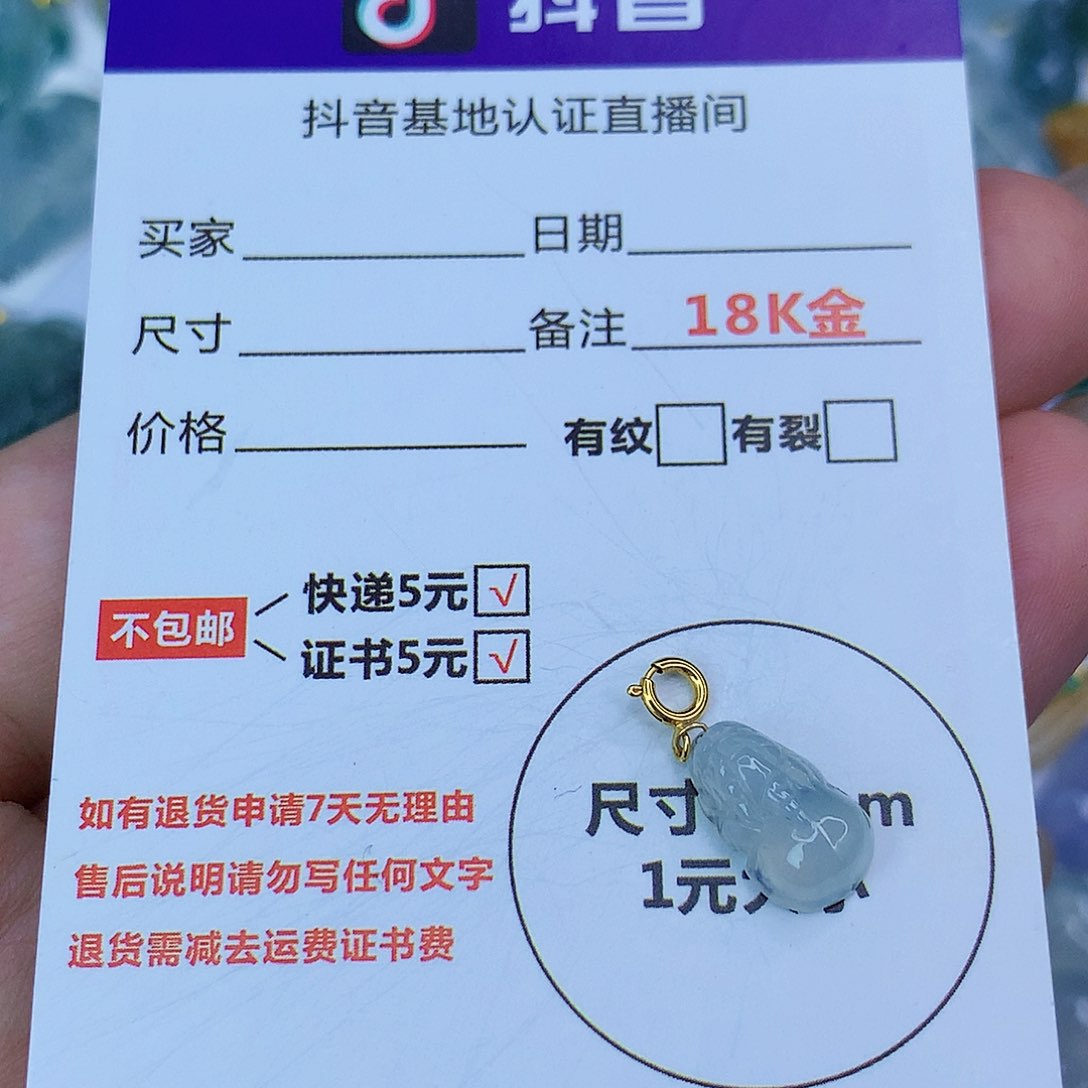 抖音
抖音基地认证直播间
买家 日期
尺寸 备注 18K金
价格 有纹 有裂
不包邮
快递5元 √
证书5元 √
尺寸 m
1元
如有退货申请7天无理由
售后说明请勿写任何文字
退货需减去运费证书费